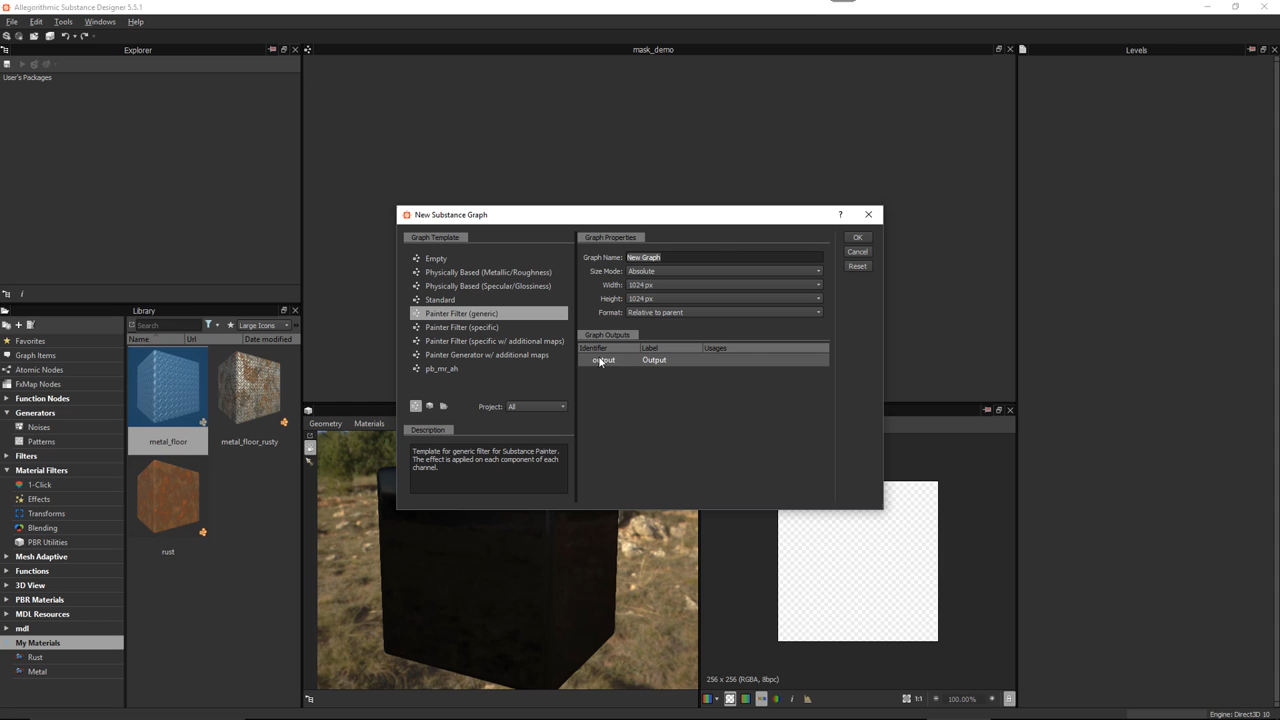 Allegorithmic Substance Designer 5.5.1
File Edit Tools Windows Help
Explorer
mask_demo
Levels
User's Packages
New Substance Graph
?
Graph Template
Empty
Physically Based (Metallic/Roughness)
Physically Based (Specular/Glossiness)
Standard
Painter Filter (generic)
Painter Filter (specific)
Painter Filter (specific w/ additional maps)
Painter Generator w/ additional maps
pb_mr_ah
Project: All
Description
Template for generic filter for Substance Painter.
The effect is applied on each component of each
channel.
Graph Properties
Graph Name: New Graph
Size Mode: Absolute
Width: 1024 px
Height: 1024 px
Format: Relative to parent
Graph Outputs
Identifier Label Usages
output Output
OK
Cancel
Reset
Library
Search
Large Icons
Name Url Date modified
Favorites
Graph Items
Atomic Nodes
FxMap Nodes
Function Nodes
Generators
Noises
Patterns
Filters
Material Filters
1-Click
Effects
Transforms
Blending
PBR Utilities
Mesh Adaptive
Functions
3D View
PBR Materials
MDL Resources
mdl
My Materials
Rust
Metal
metal_floor
metal_floor_rusty
rust
Geometry Materials
256 x 256 (RGBA, 8bpc)
1:1
100.00%
Engine: Direct3D 10